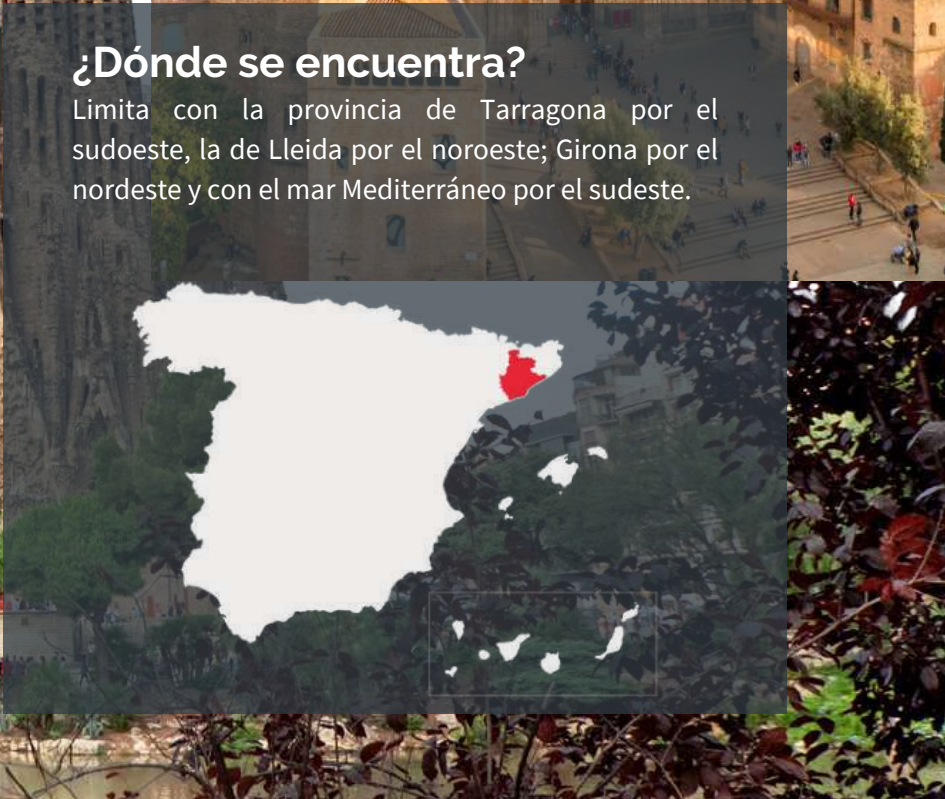 ¿Dónde se encuentra?
Limita con la provincia de Tarragona por el
sudoeste, la de Lleida por el noroeste; Girona por el
nordeste y con el mar Mediterráneo por el sudeste.